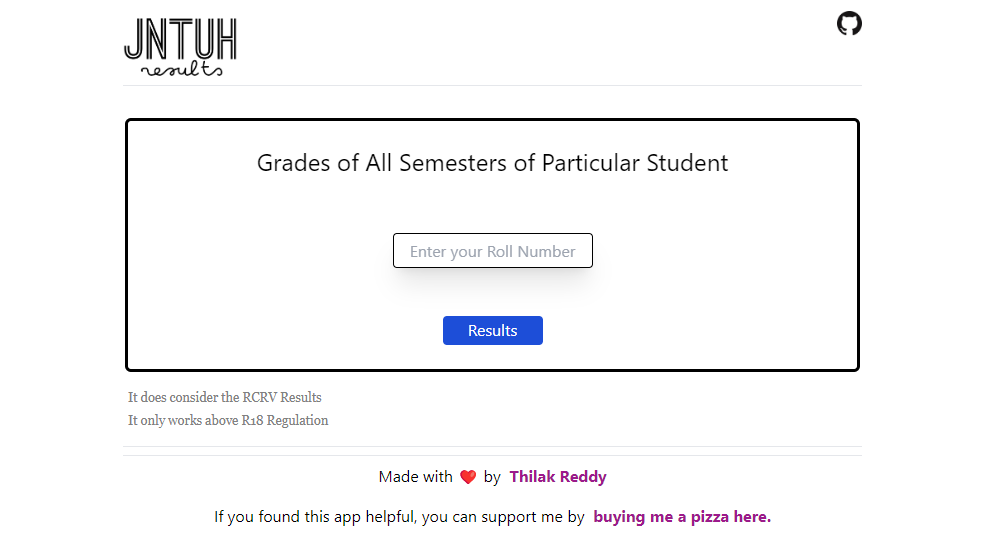 JNTUH
results
Grades of All Semesters of Particular Student
Enter your Roll Number
Results
It does consider the RCRV Results
It only works above R18 Regulation
Made with ❤️ by Thilak Reddy
If you found this app helpful, you can support me by buying me a pizza here.